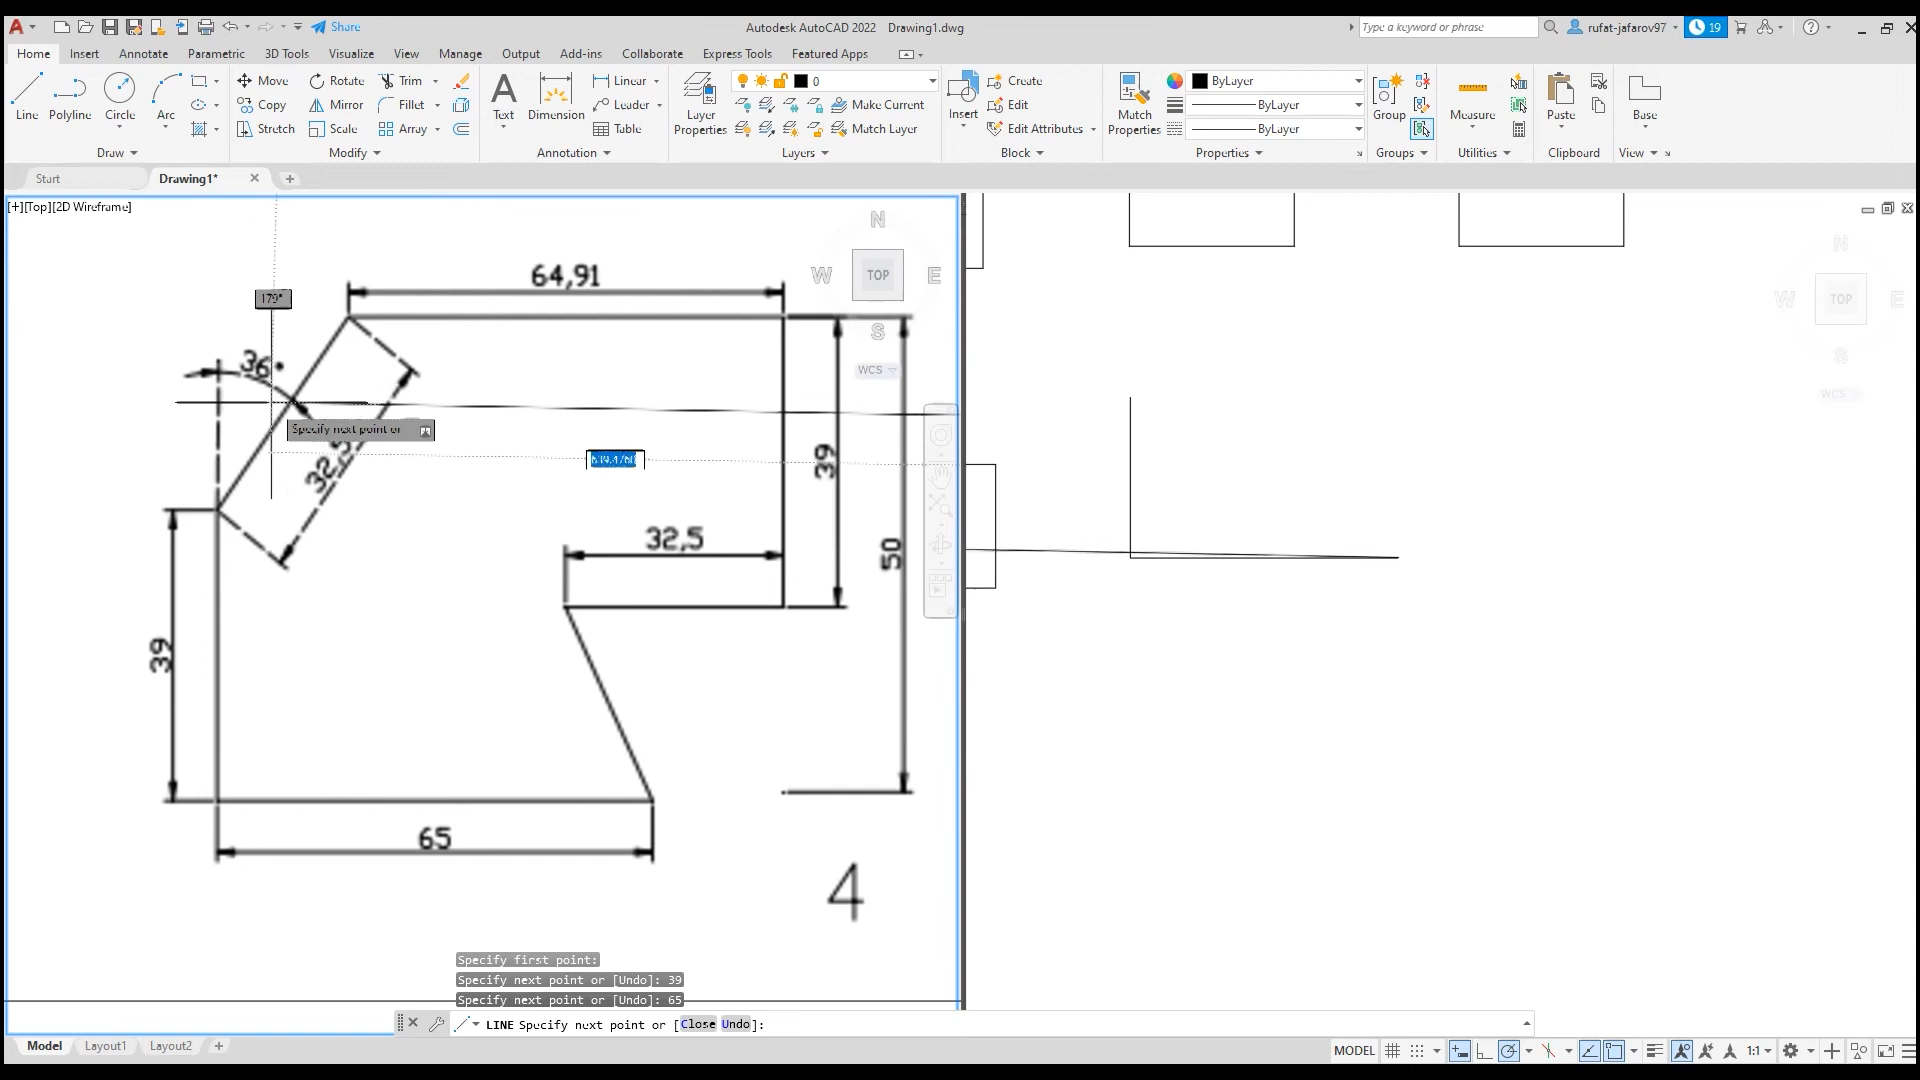 Share
Autodesk AutoCAD 2022 Drawing1.dwg
Type a keyword or phrase
rufat-jafarov97
19
Home Insert Annotate Parametric 3D Tools Visualize View Manage Output Add-ins Collaborate Express Tools Featured Apps
Line Polyline Circle Arc
Move Rotate Trim
Copy Mirror Fillet
Stretch Scale Array
Text Dimension
Linear
Leader
Table
Layer Properties
0
Make Current
Match Layer
Insert
Create
Edit
Edit Attributes
Match Properties
ByLayer
ByLayer
ByLayer
Group
Measure
Paste
Base
Draw Modify Annotation Layers Block Properties Groups Utilities Clipboard View
Start Drawing1*
[+][Top][2D Wireframe]
N
W TOP E
S
WCS
N
W TOP E
S
WCS
64,91
179°
36°
Specify next point or
32,5
39
50
32,5
39
65
4
Specify first point:
Specify next point or [Undo]: 39
Specify next point or [Undo]: 65
LINE Specify next point or [Close Undo]:
Model Layout1 Layout2
MODEL 1:1